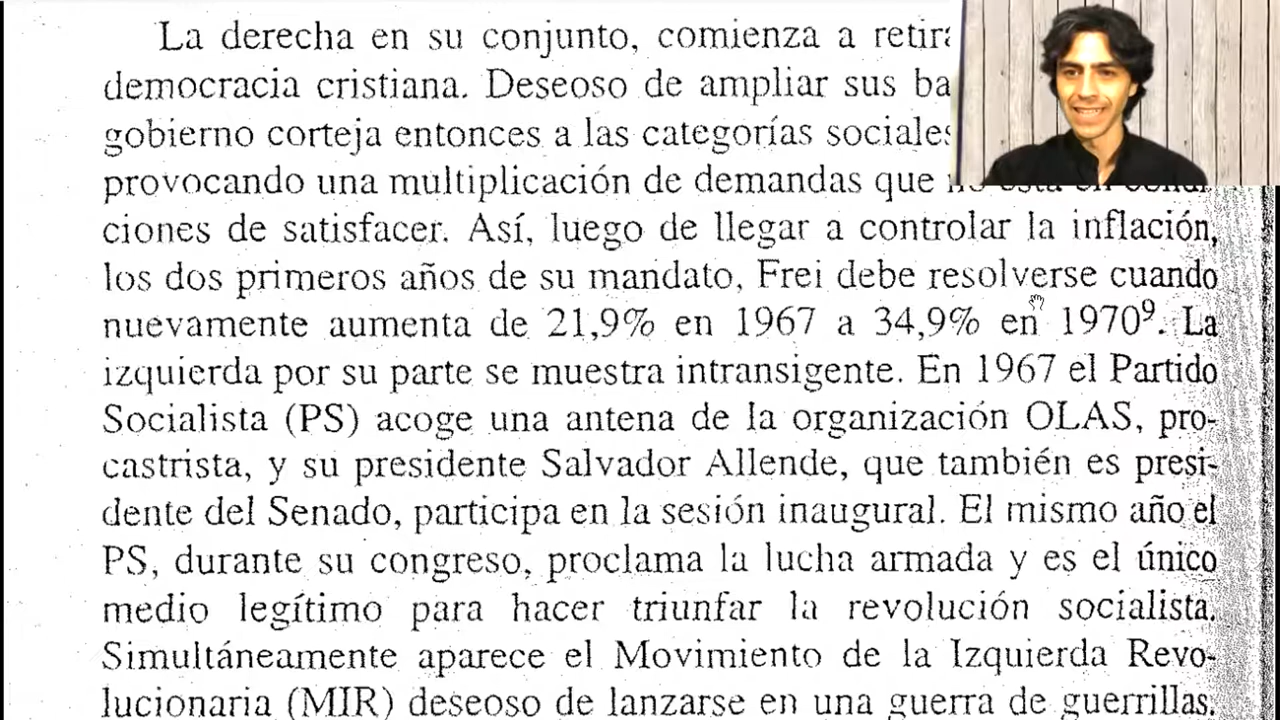 La derecha en su conjunto, comienza a
democracia cristiana. Deseoso de ampliar sus
gobierno corteja entonces a las categorías sociales
provocando una multiplicación de demandas que no está en condi-
ciones de satisfacer. Así, luego de llegar a controlar la inflación,
los dos primeros años de su mandato, Frei debe resolverse cuando
nuevamente aumenta de 21,9% en 1967 a 34,9% en 1970⁹. La
izquierda por su parte se muestra intransigente. En 1967 el Partido
Socialista (PS) acoge una antena de la organización OLAS, pro-
castrista, y su presidente Salvador Allende, que también es presi-
dente del Senado, participa en la sesión inaugural. El mismo año el
PS, durante su congreso, proclama la lucha armada y es el único
medio legítimo para hacer triunfar la revolución socialista.
Simultáneamente aparece el Movimiento de la Izquierda Revo-
lucionaria (MIR) deseoso de lanzarse en una guerra de guerrillas.